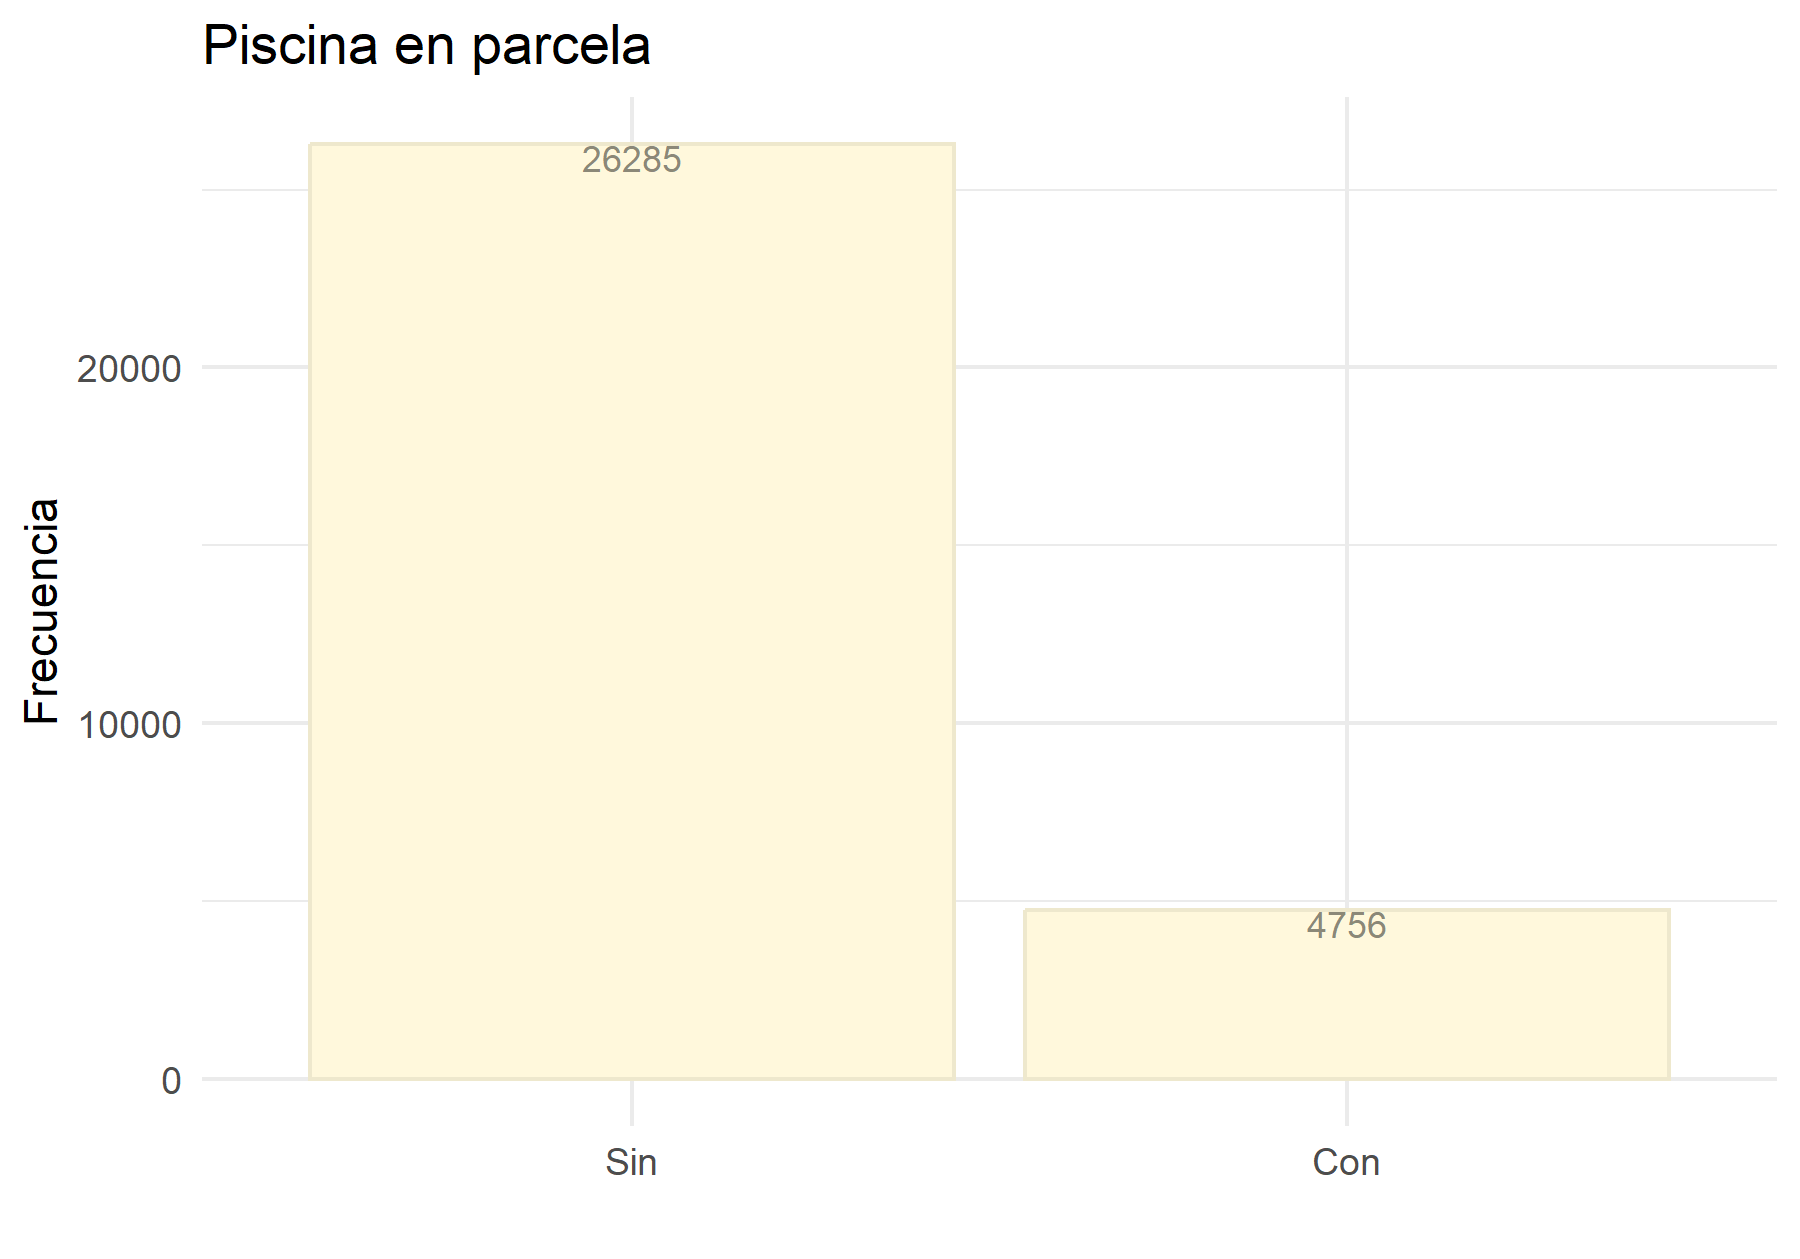 Piscina en parcela
Frecuencia
20000
10000
0
26285
4756
Sin
Con